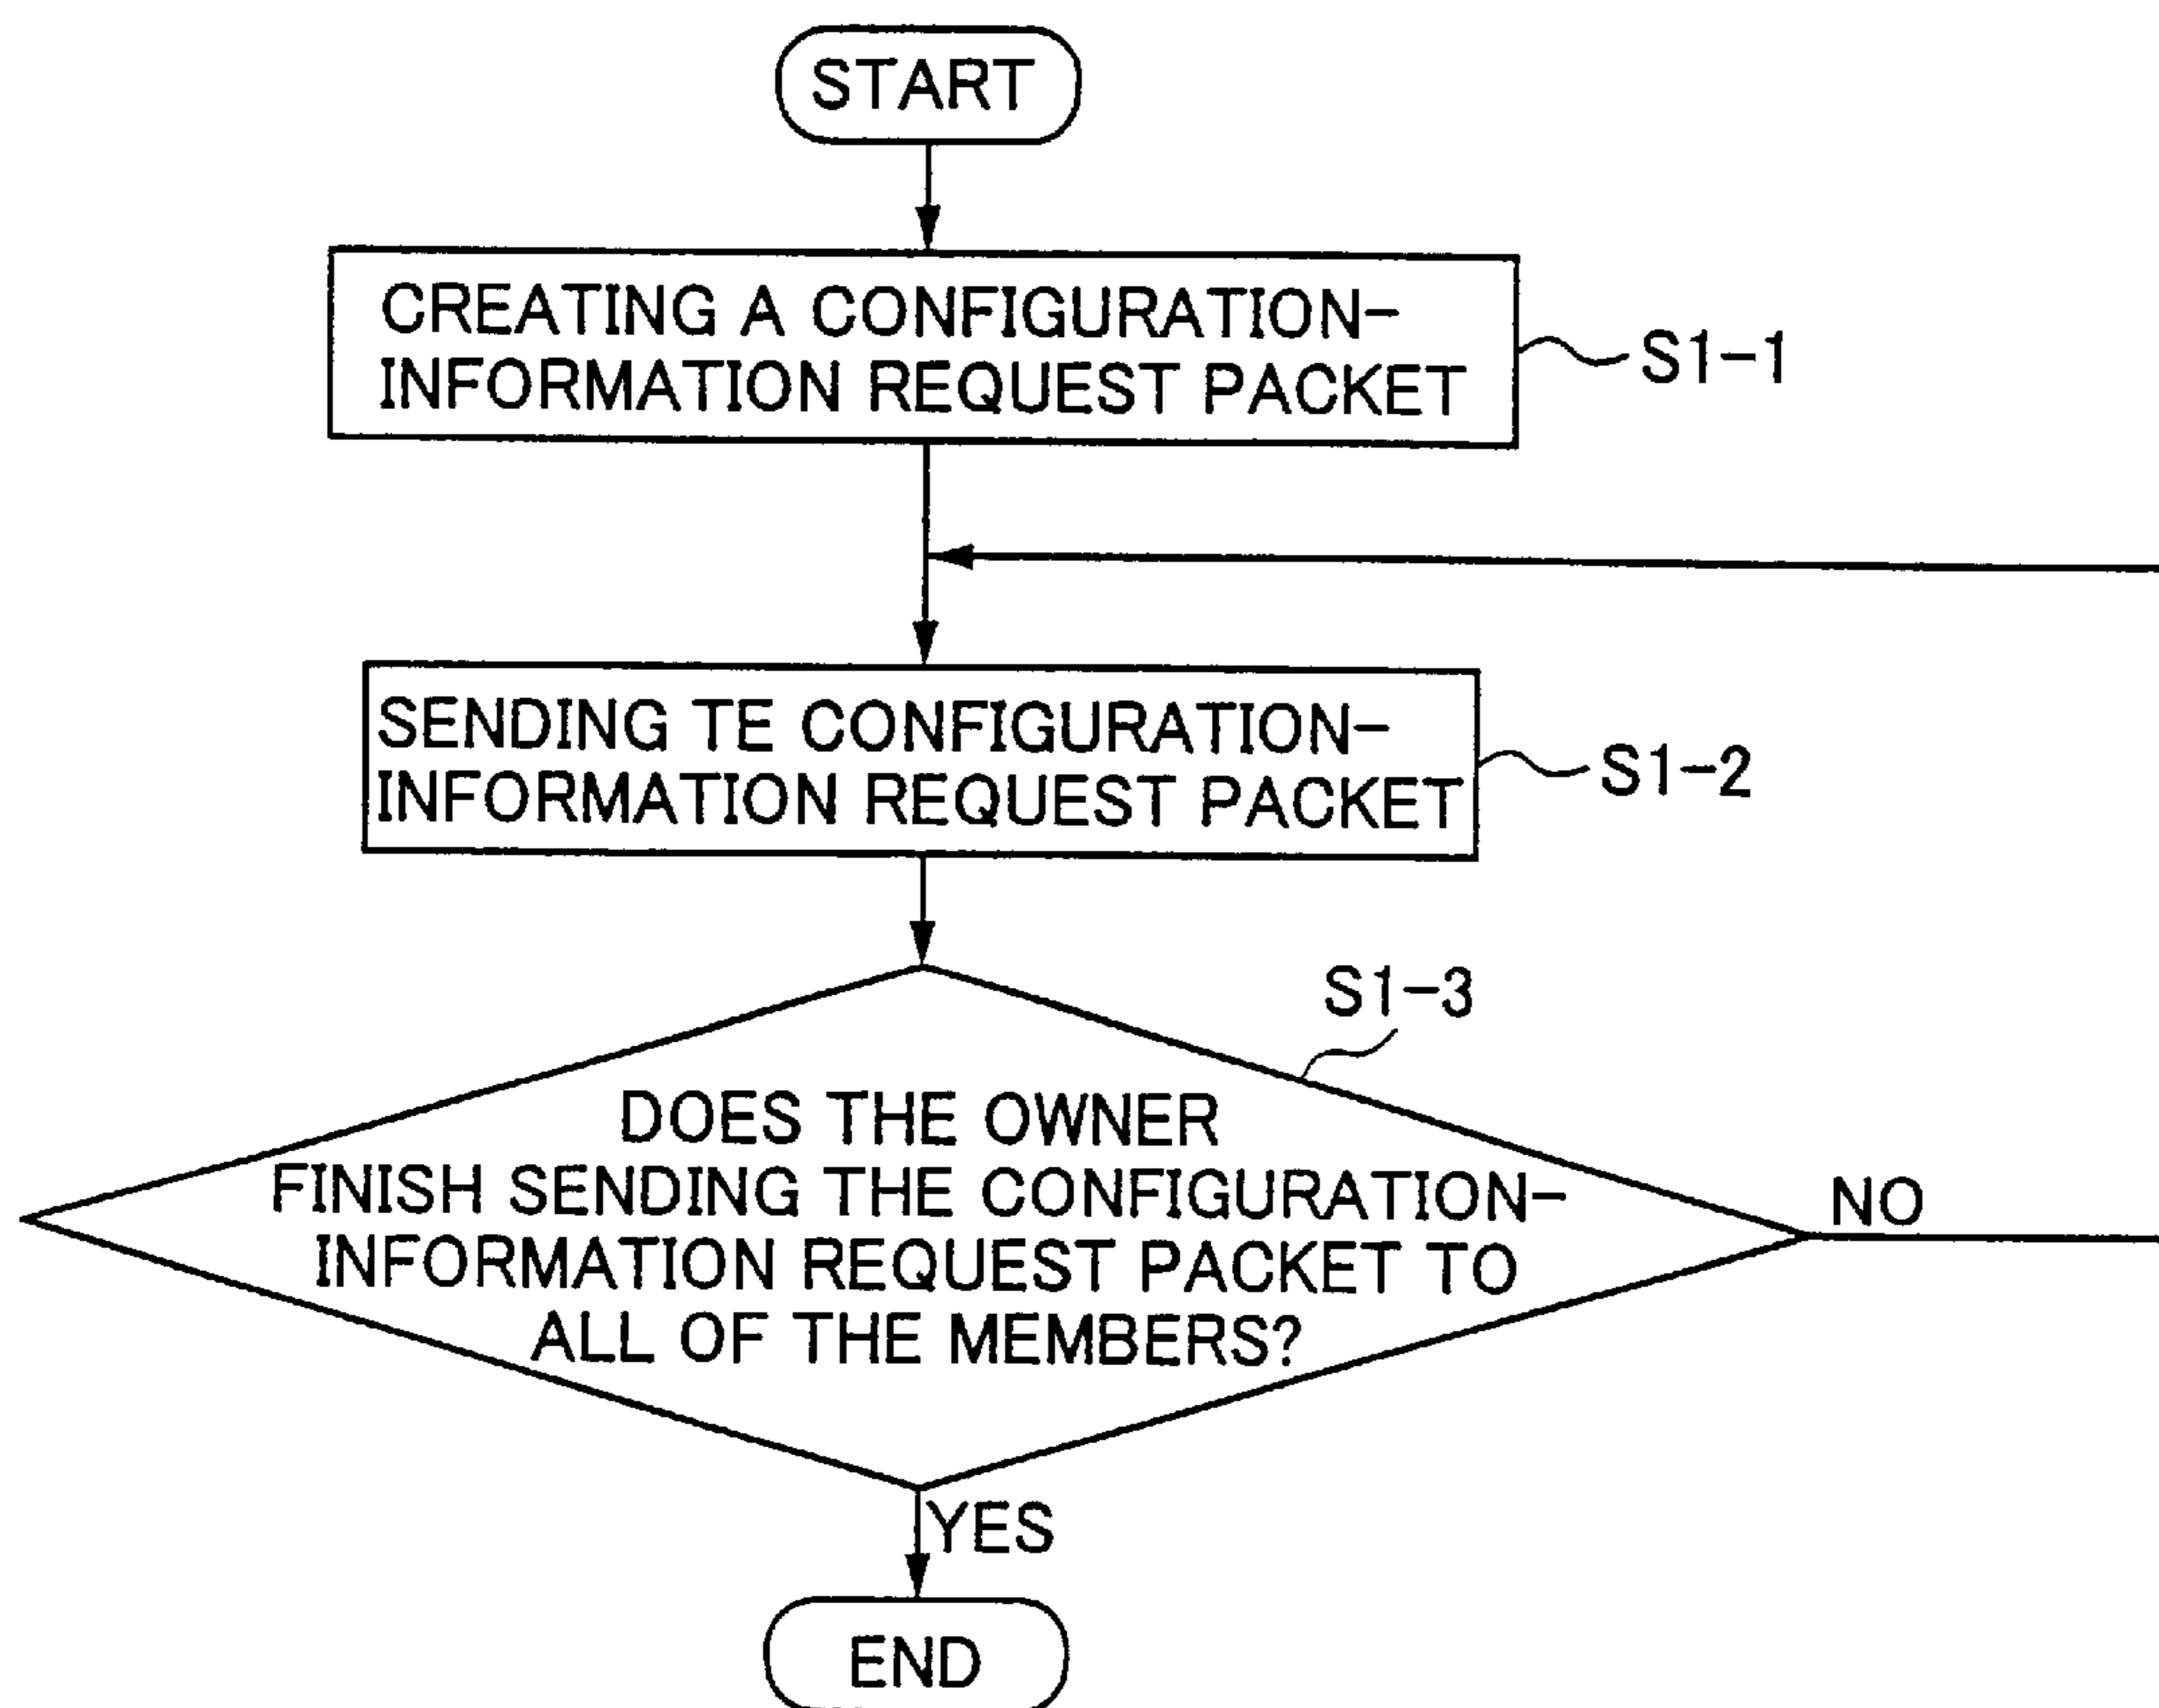 START
CREATING A CONFIGURATION-
INFORMATION REQUEST PACKET
S1-1
SENDING TE CONFIGURATION-
INFORMATION REQUEST PACKET
S1-2
S1-3
DOES THE OWNER
FINISH SENDING THE CONFIGURATION-
INFORMATION REQUEST PACKET TO
ALL OF THE MEMBERS?
NO
YES
END